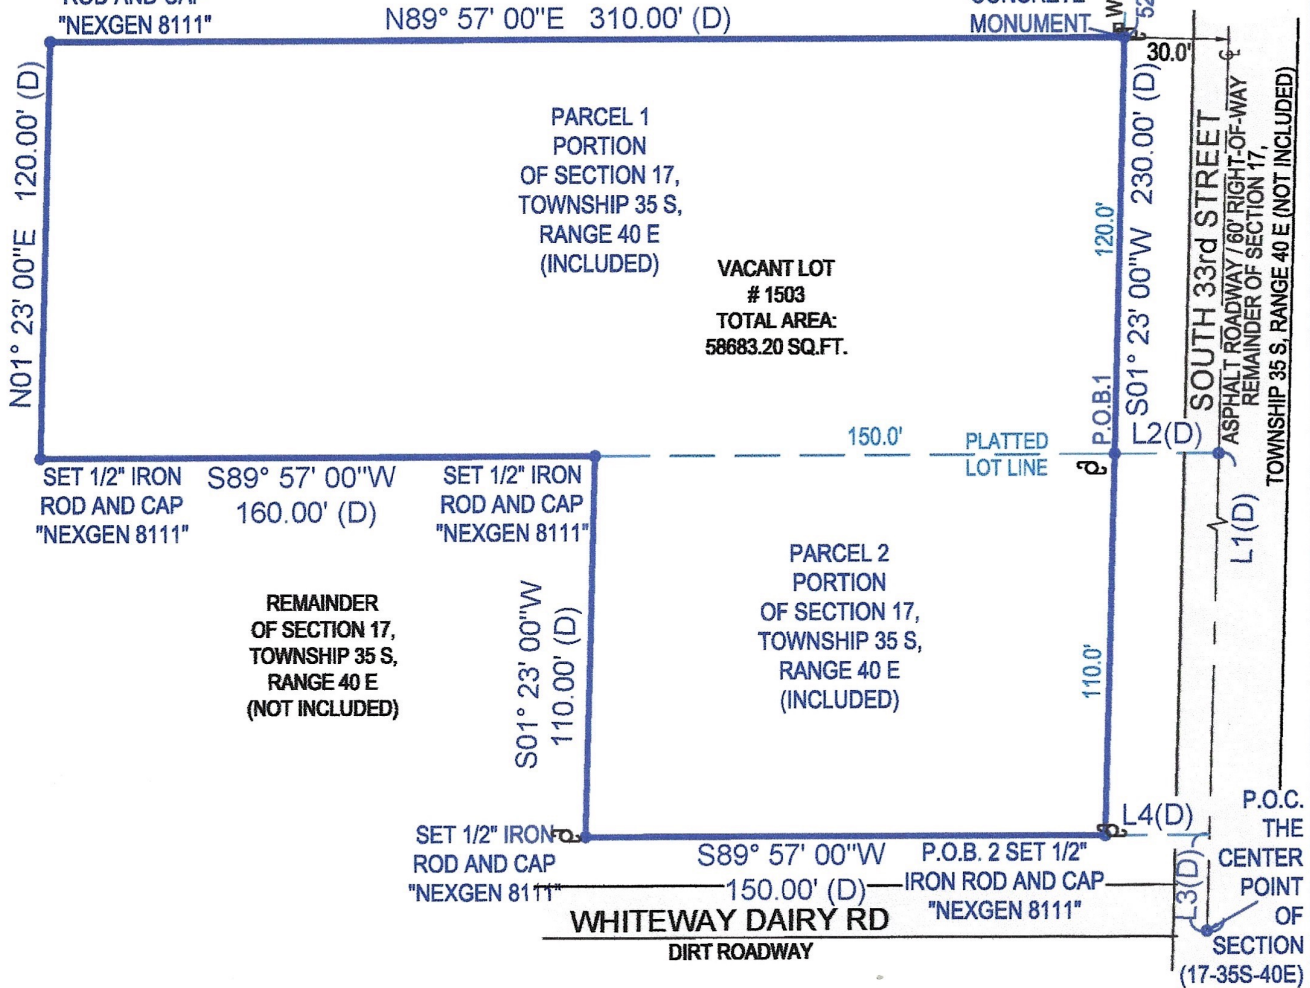 "NEXGEN 8111"
N89° 57' 00"E 310.00' (D)
MONUMENT
30.0'
N01° 23' 00"E 120.00' (D)
PARCEL 1
PORTION
OF SECTION 17,
TOWNSHIP 35 S,
RANGE 40 E
(INCLUDED)
VACANT LOT
# 1503
TOTAL AREA:
58683.20 SQ.FT.
120.0'
S01° 23' 00"W 230.00' (D)
P.O.B.1
SOUTH 33rd STREET
ASPHALT ROADWAY / 60' RIGHT-OF-WAY
REMAINDER OF SECTION 17,
TOWNSHIP 35 S, RANGE 40 E (NOT INCLUDED)
150.0'
PLATTED
LOT LINE
L2(D)
L1(D)
SET 1/2" IRON
ROD AND CAP
"NEXGEN 8111"
S89° 57' 00"W
160.00' (D)
SET 1/2" IRON
ROD AND CAP
"NEXGEN 8111"
REMAINDER
OF SECTION 17,
TOWNSHIP 35 S,
RANGE 40 E
(NOT INCLUDED)
S01° 23' 00"W
110.00' (D)
PARCEL 2
PORTION
OF SECTION 17,
TOWNSHIP 35 S,
RANGE 40 E
(INCLUDED)
110.0'
L4(D)
L3(D)
P.O.C.
THE
CENTER
POINT
OF
SECTION
(17-35S-40E)
SET 1/2" IRON
ROD AND CAP
"NEXGEN 8111"
S89° 57' 00"W
150.00' (D)
P.O.B. 2 SET 1/2"
IRON ROD AND CAP
"NEXGEN 8111"
WHITEWAY DAIRY RD
DIRT ROADWAY